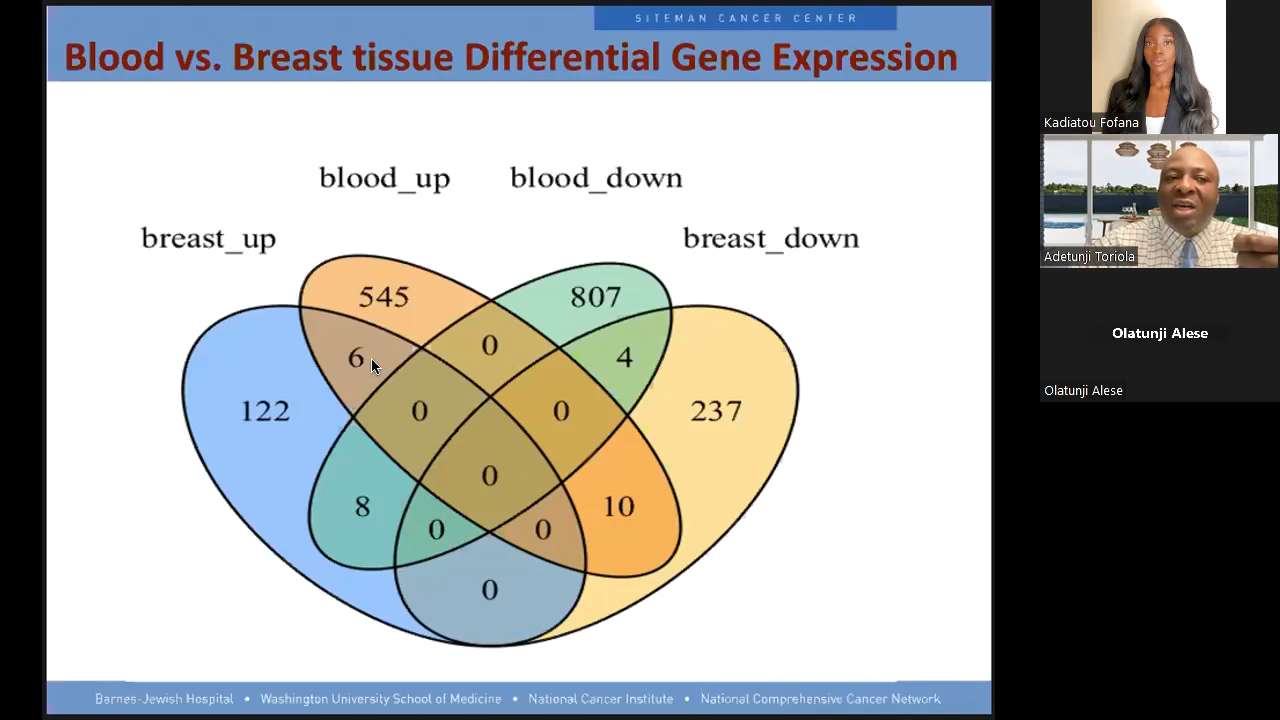 SITEMAN CANCER CENTER
Blood vs. Breast tissue Differential Gene Expression
blood_up blood_down
breast_up breast_down
545 807
0
6 4
122 0 0 237
0
8 10
0 0
0
Barnes-Jewish Hospital • Washington University School of Medicine • National Cancer Institute • National Comprehensive Cancer Network
Kadiatou Fofana
Adetunji Toriola
Olatunji Alese
Olatunji Alese